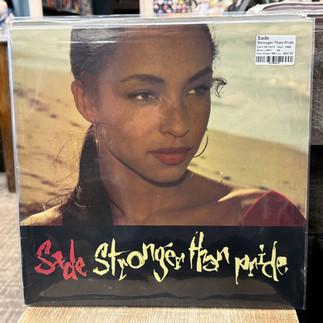 Sade
Stronger Than Pride
Sade Stronger than pride